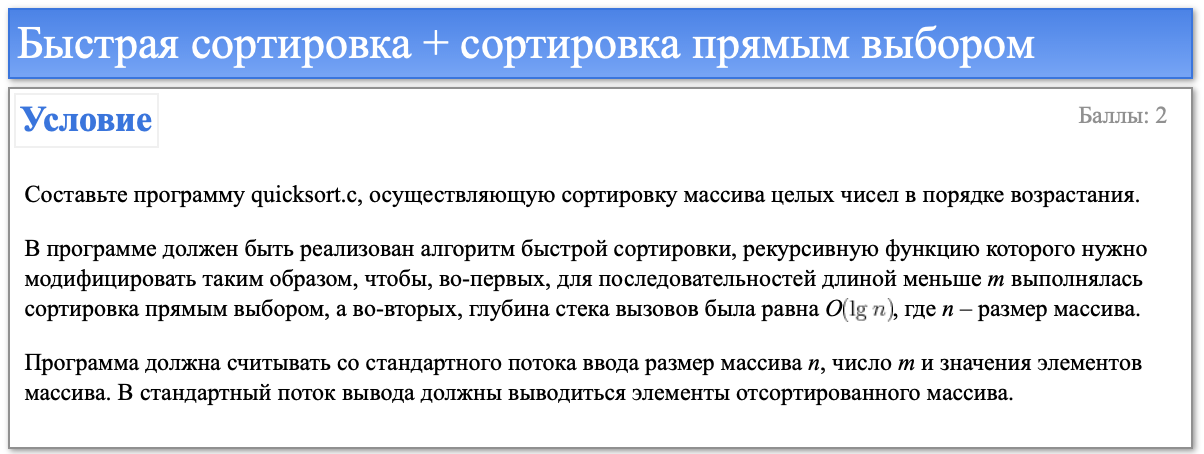 Быстрая сортировка + сортировка прямым выбором
Условие
Баллы: 2
Составьте программу quicksort.c, осуществляющую сортировку массива целых чисел в порядке возрастания.
В программе должен быть реализован алгоритм быстрой сортировки, рекурсивную функцию которого нужно
модифицировать таким образом, чтобы, во-первых, для последовательностей длиной меньше m выполнялась
сортировка прямым выбором, а во-вторых, глубина стека вызовов была равна O(lg n), где n – размер массива.
Программа должна считывать со стандартного потока ввода размер массива n, число m и значения элементов
массива. В стандартный поток вывода должны выводиться элементы отсортированного массива.